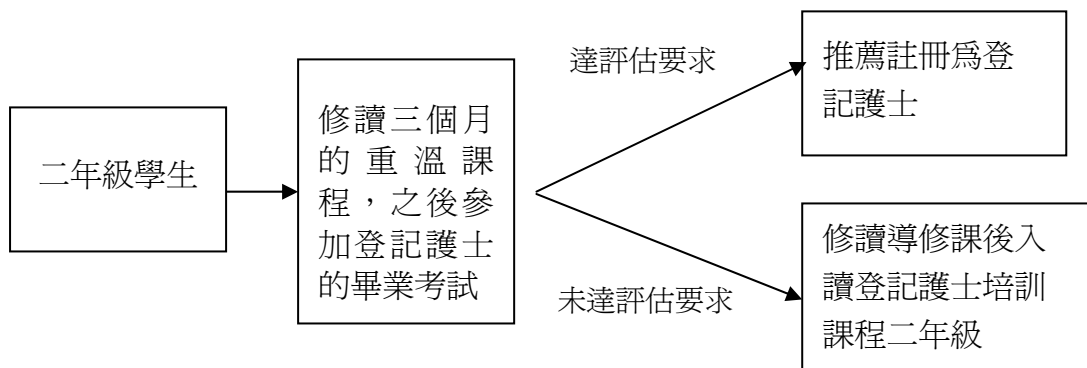 二年級學生
修讀三個月
的重溫課
程，之後參
加登記護士
的畢業考試
達評估要求
推薦註冊爲登
記護士
未達評估要求
修讀導修課後入
讀登記護士培訓
課程二年級